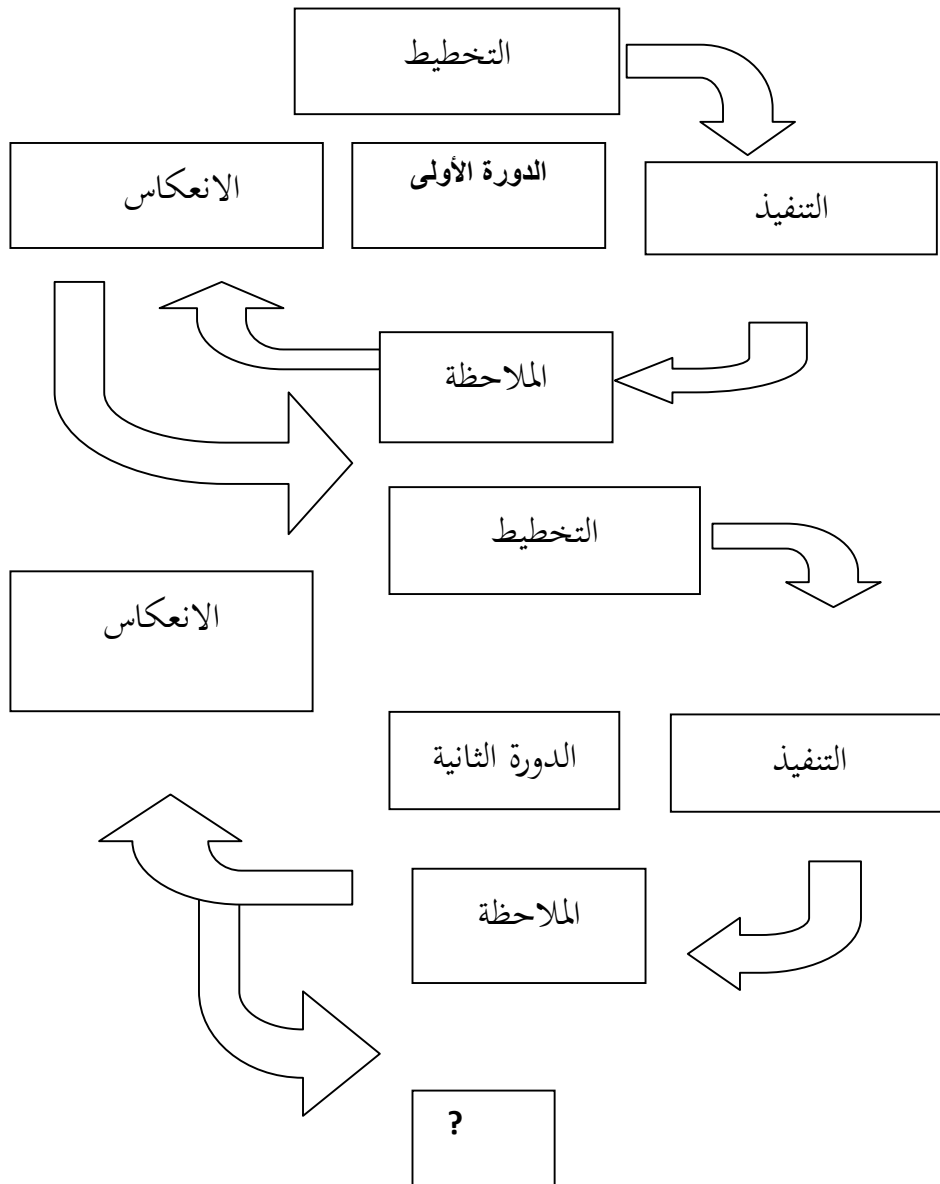 التخطيط
الانعكاس
الدورة الأولى
التنفيذ
الملاحظة
التخطيط
الانعكاس
الدورة الثانية
التنفيذ
الملاحظة
?